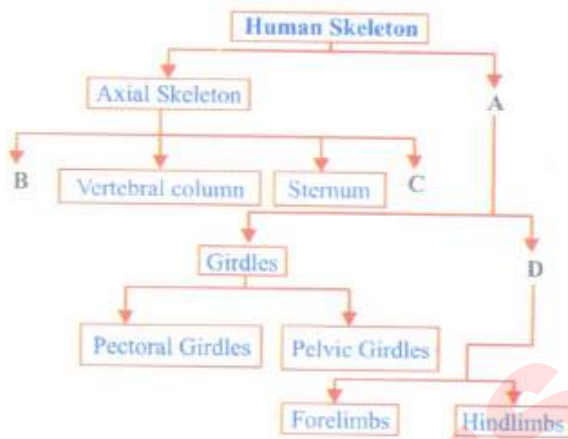 Human Skeleton
Axial Skeleton
A
B
Vertebral column
Sternum
C
Girdles
D
Pectoral Girdles
Pelvic Girdles
Forelimbs
Hindlimbs